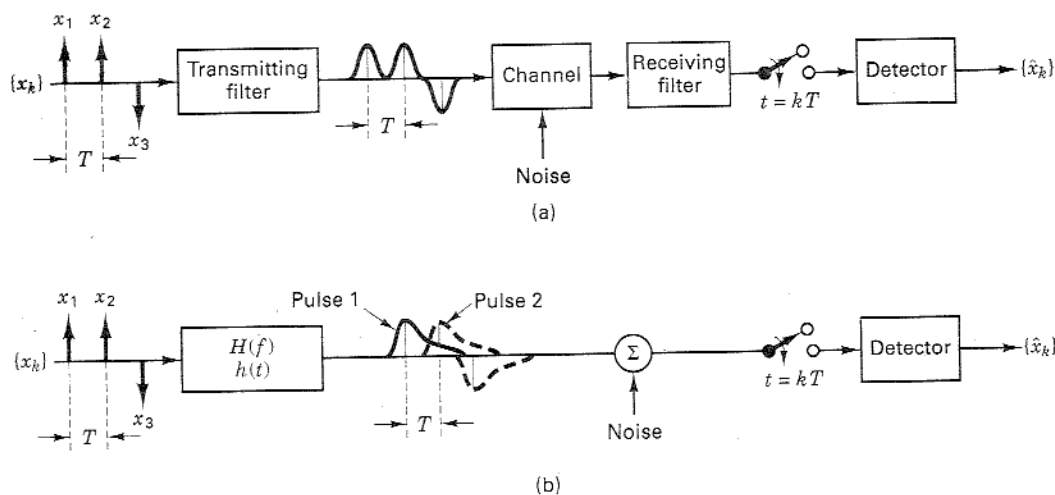 x₁ x₂
{xₖ} Transmitting filter Channel Receiving filter Detector {x̂ₖ}
x₃ t = kT
T T
Noise
(a)
x₁ x₂ Pulse 1 Pulse 2
{xₖ} H(f) Σ Detector {x̂ₖ}
h(t)
x₃ t = kT
T T Noise
(b)